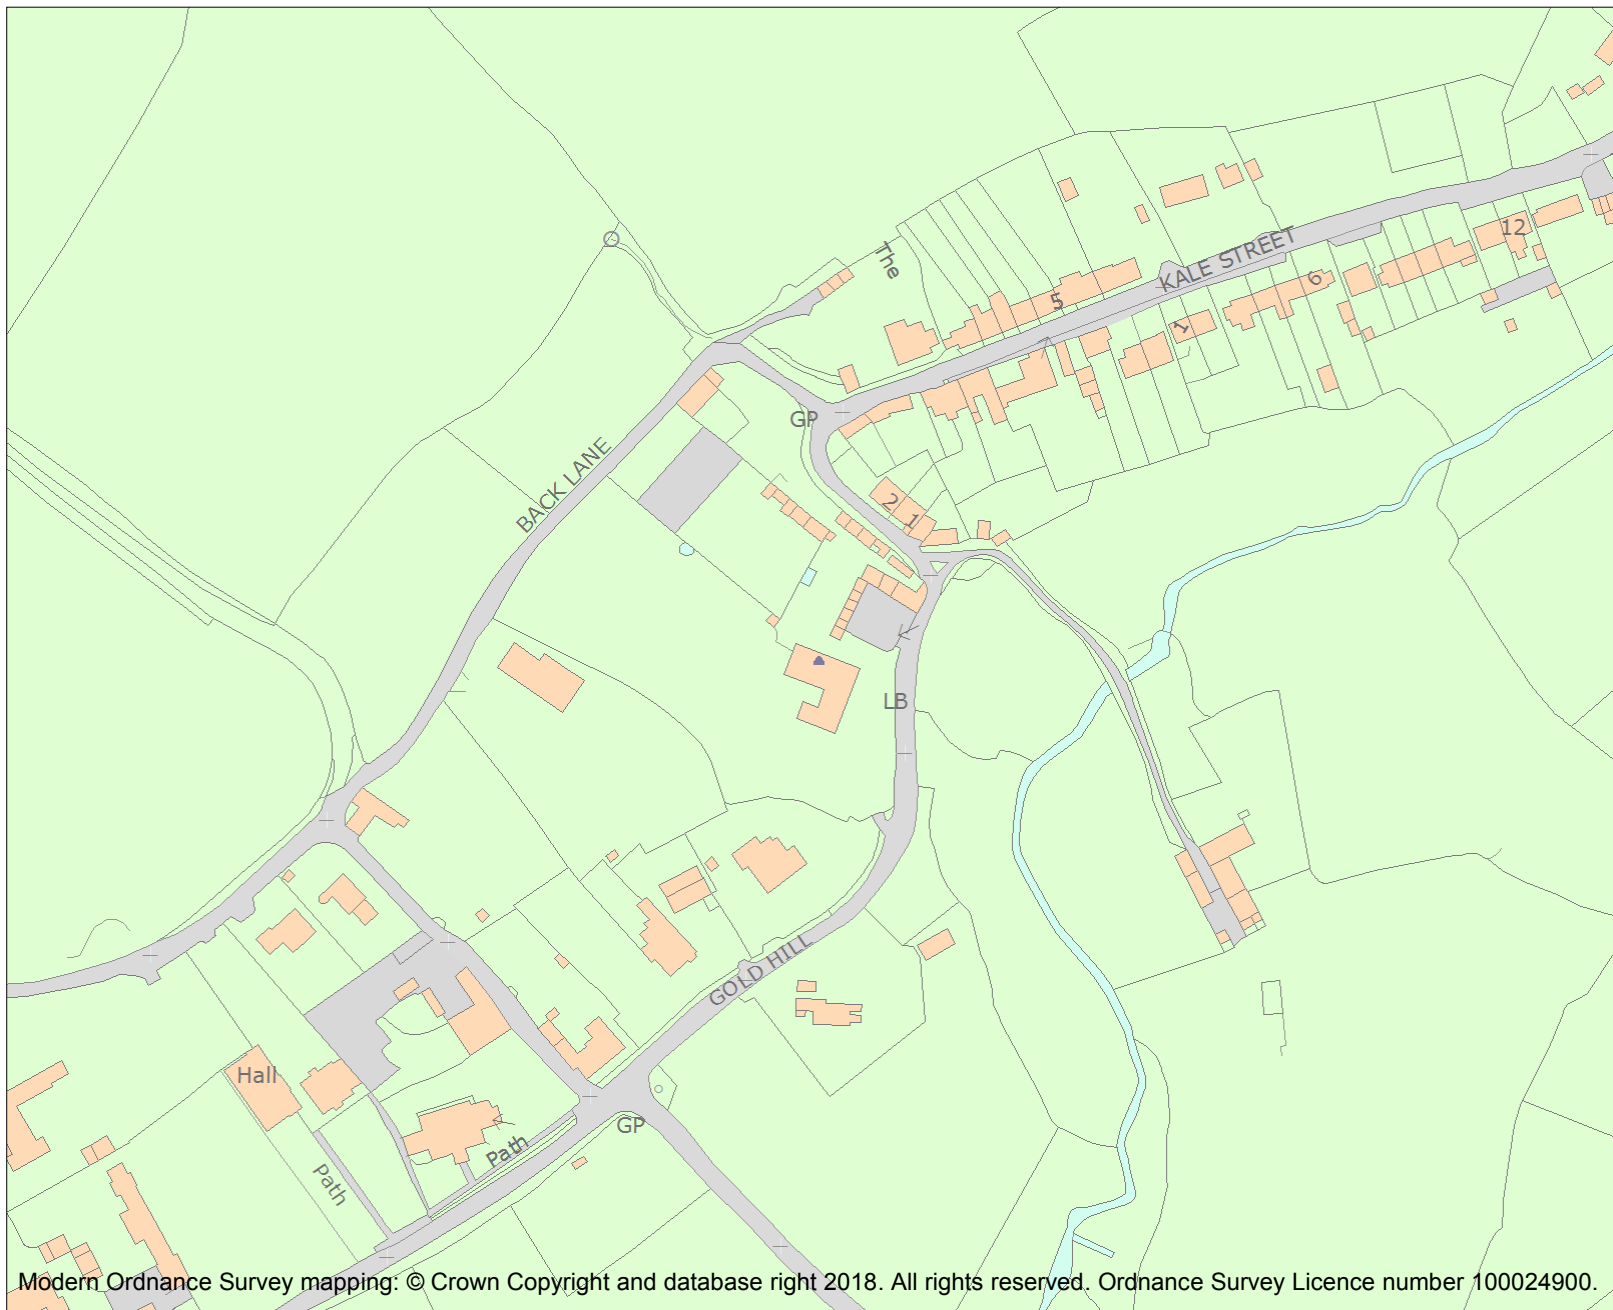 The
KALE STREET
12
5
6
1
GP
BACK LANE
2
1
LB
GOLD HILL
Hall
GP
Path
Path
Modern Ordnance Survey mapping: © Crown Copyright and database right 2018. All rights reserved. Ordnance Survey Licence number 100024900.